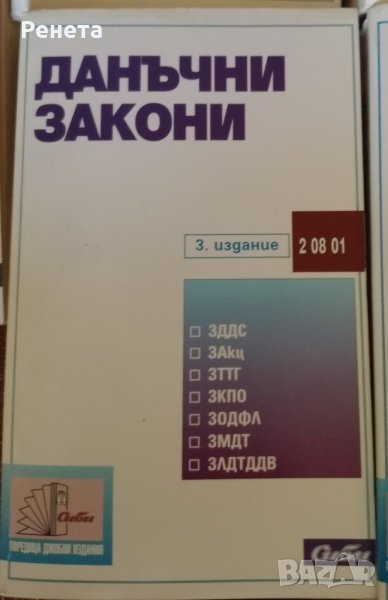 Ренета
ДАНЪЧНИ
ЗАКОНИ
3. издание
2 08 01
ЗДДС
ЗАкц
ЗТТГ
ЗКПО
ЗОДФЛ
ЗМДТ
ЗЛДТДДВ
Сиби
ПОРЕДИЦА ДЖОБНИ ИЗДАНИЯ
Сиби
BAZAR